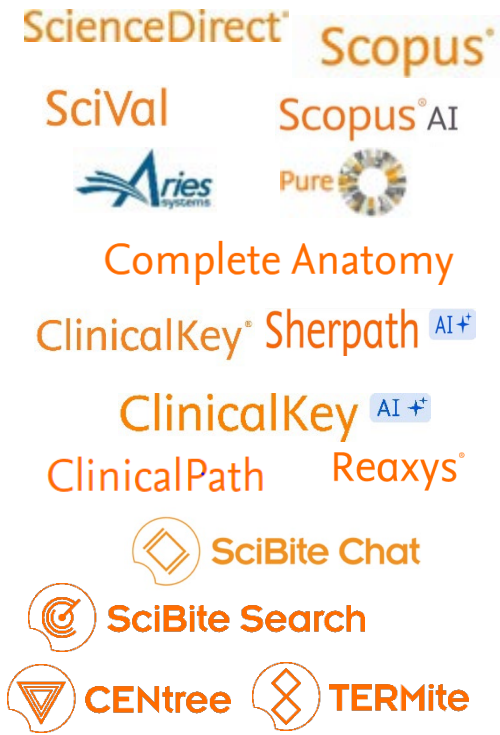 ScienceDirect®
Scopus®
SciVal
Scopus® AI
Aries
systems
Pure
Complete Anatomy
ClinicalKey®
Sherpath AI
ClinicalKey AI
ClinicalPath
Reaxys®
SciBite Chat
SciBite Search
CENtree
TERMite